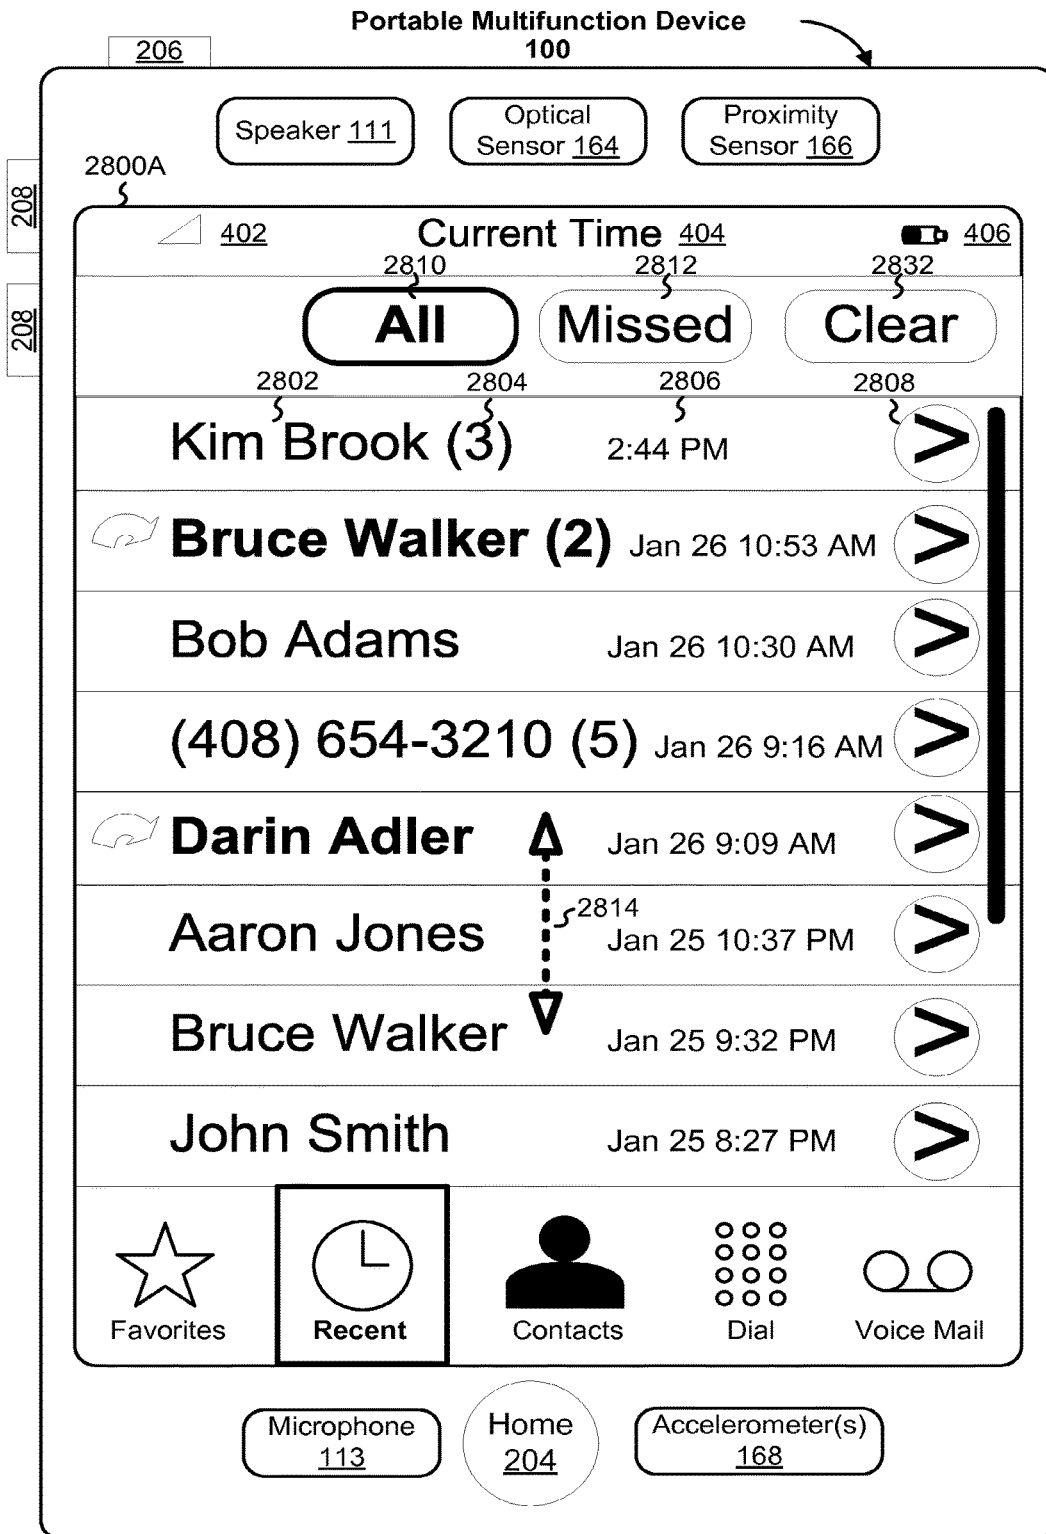 Portable Multifunction Device
100
206
Speaker 111
Optical
Sensor 164
Proximity
Sensor 166
2800A
208
208
402
Current Time 404
406
2810
2812
2832
All
Missed
Clear
2802
2804
2806
2808
Kim Brook (3) 2:44 PM >
Bruce Walker (2) Jan 26 10:53 AM >
Bob Adams Jan 26 10:30 AM >
(408) 654-3210 (5) Jan 26 9:16 AM >
Darin Adler Jan 26 9:09 AM >
2814
Aaron Jones Jan 25 10:37 PM >
Bruce Walker Jan 25 9:32 PM >
John Smith Jan 25 8:27 PM >
Favorites
Recent
Contacts
Dial
Voice Mail
Microphone
113
Home
204
Accelerometer(s)
168